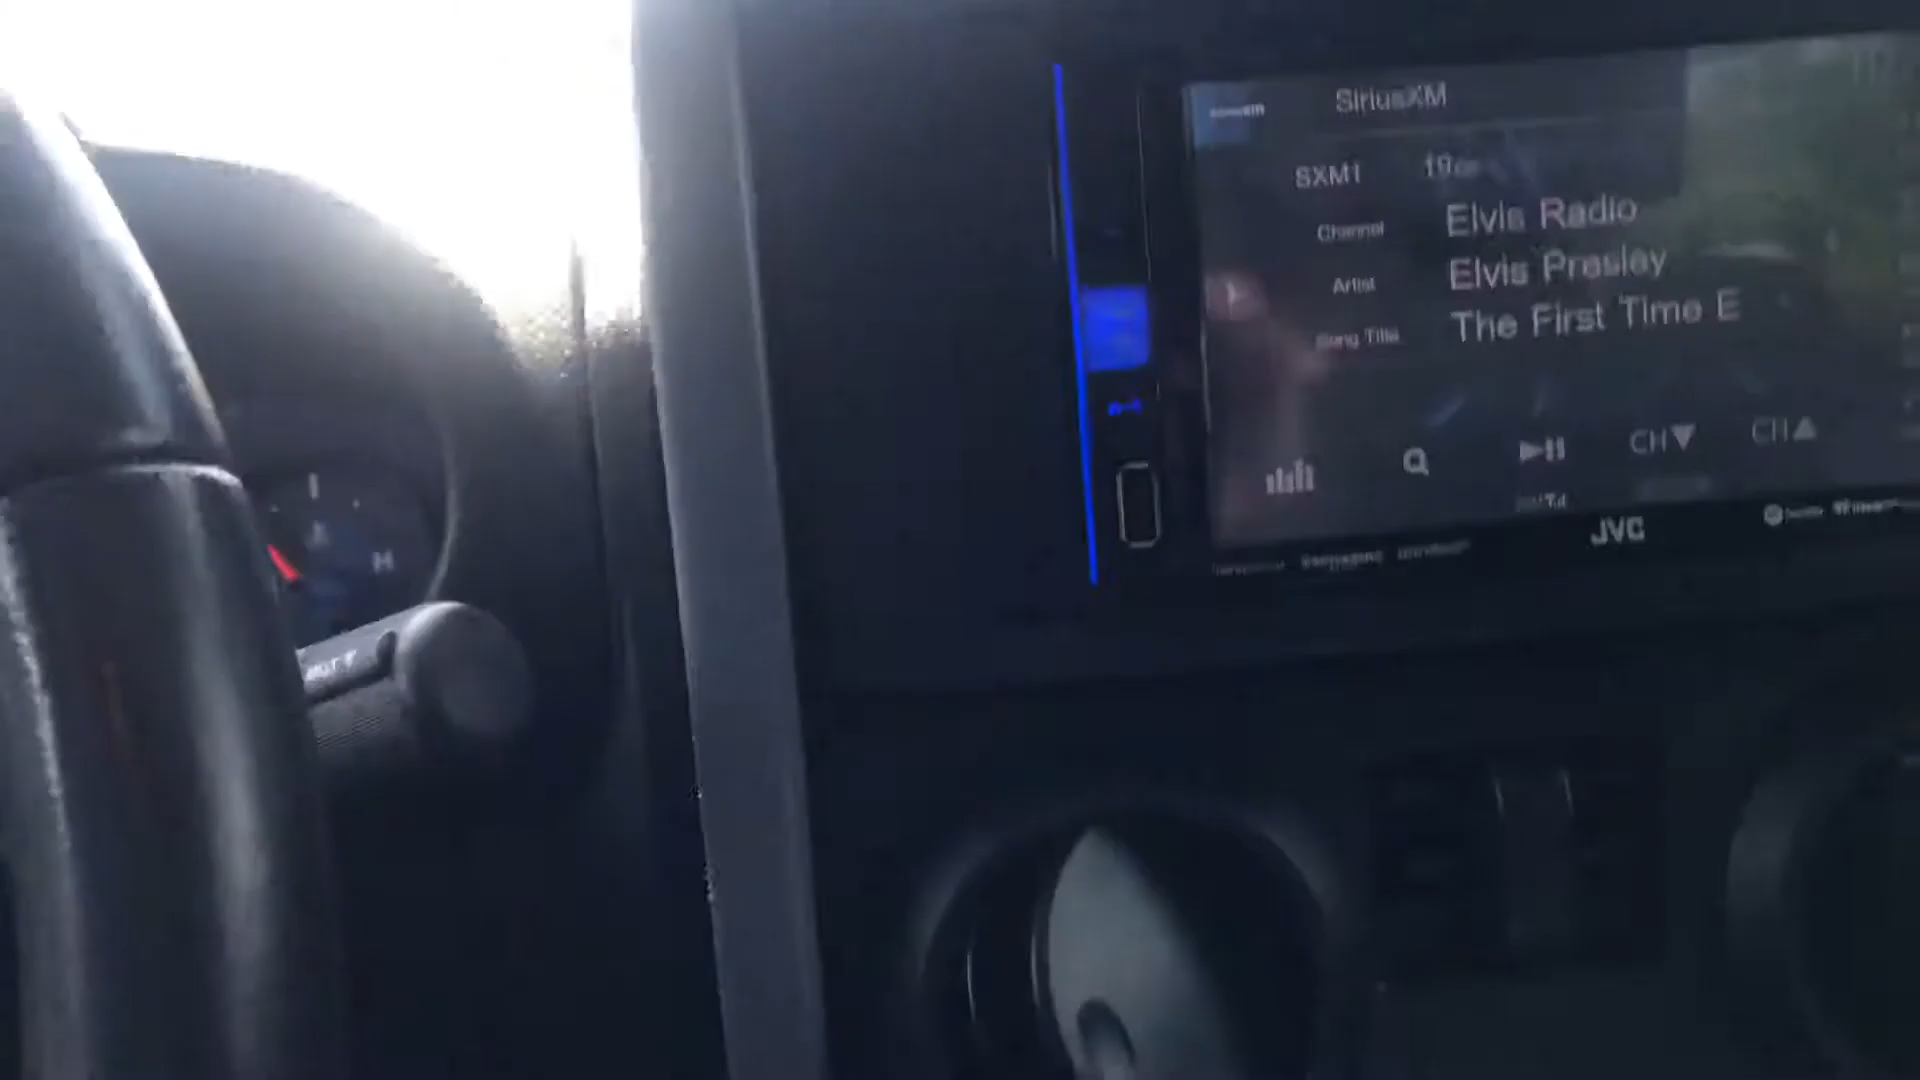 SiriusXM
SXM1
Channel Elvis Radio
Artist Elvis Presley
Song Title The First Time E
CH▼ CH▲
JVC
H